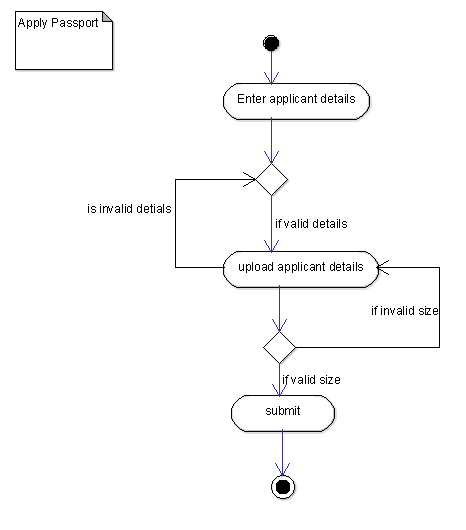 Apply Passport
Enter applicant details
is invalid detials
if valid details
upload applicant details
if invalid size
if valid size
submit